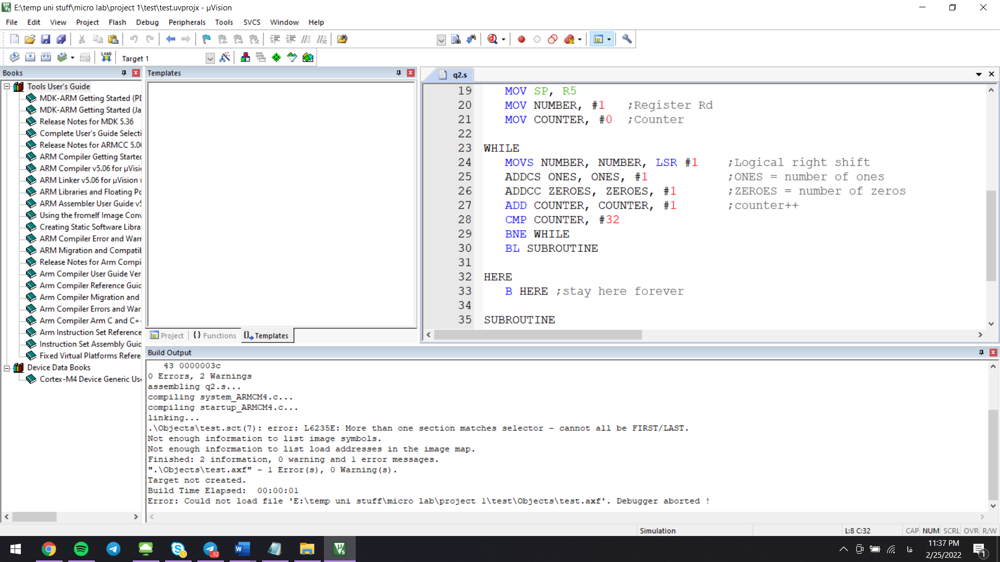 E:\temp uni stuff\micro lab\project 1\test\test.uvprojx - µVision
File Edit View Project Flash Debug Peripherals Tools SVCS Window Help
LOAD Target 1
Books
Tools User's Guide
MDK-ARM Getting Started (PI
MDK-ARM Getting Started (Ja
Release Notes for MDK 5.36
Complete User's Guide Selecti
Release Notes for ARMCC 5.0
ARM Compiler Getting Started
ARM Compiler v5.06 for µVisi
ARM Linker v5.06 for µVision (
ARM Libraries and Floating Po
ARM Assembler User Guide v5
Using the fromelf Image Conv
Creating Static Software Libra
ARM Compiler Error and Warr
ARM Migration and Compatib
Release Notes for Arm Compi
Arm Compiler User Guide Ver
Arm Compiler Reference Guid
Arm Compiler Migration and
Arm Compiler Errors and War
Arm Compiler Arm C and C+
Arm Instruction Set Reference
Instruction Set Assembly Guid
Fixed Virtual Platforms Refere
Device Data Books
Cortex-M4 Device Generic Use
Templates
Project {} Functions Templates
q2.s
19 MOV SP, R5
20 MOV NUMBER, #1 ;Register Rd
21 MOV COUNTER, #0 ;Counter
22
23 WHILE
24 MOVS NUMBER, NUMBER, LSR #1 ;Logical right shift
25 ADDCS ONES, ONES, #1 ;ONES = number of ones
26 ADDCC ZEROES, ZEROES, #1 ;ZEROES = number of zeros
27 ADD COUNTER, COUNTER, #1 ;counter++
28 CMP COUNTER, #32
29 BNE WHILE
30 BL SUBROUTINE
31
32 HERE
33 B HERE ;stay here forever
34
35 SUBROUTINE
Build Output
43 0000003c
0 Errors, 2 Warnings
assembling q2.s...
compiling system_ARMCM4.c...
compiling startup_ARMCM4.c...
linking...
.\Objects\test.sct(7): error: L6235E: More than one section matches selector - cannot all be FIRST/LAST.
Not enough information to list image symbols.
Not enough information to list load addresses in the image map.
Finished: 2 information, 0 warning and 1 error messages.
".\Objects\test.axf" - 1 Error(s), 0 Warning(s).
Target not created.
Build Time Elapsed:  00:00:01
Error: Could not load file 'E:\temp uni stuff\micro lab\project 1\test\Objects\test.axf'. Debugger aborted !
Simulation L:8 C:32 CAP NUM SCRL OVR R/W
..92
فا
11:37 PM
2/25/2022
1